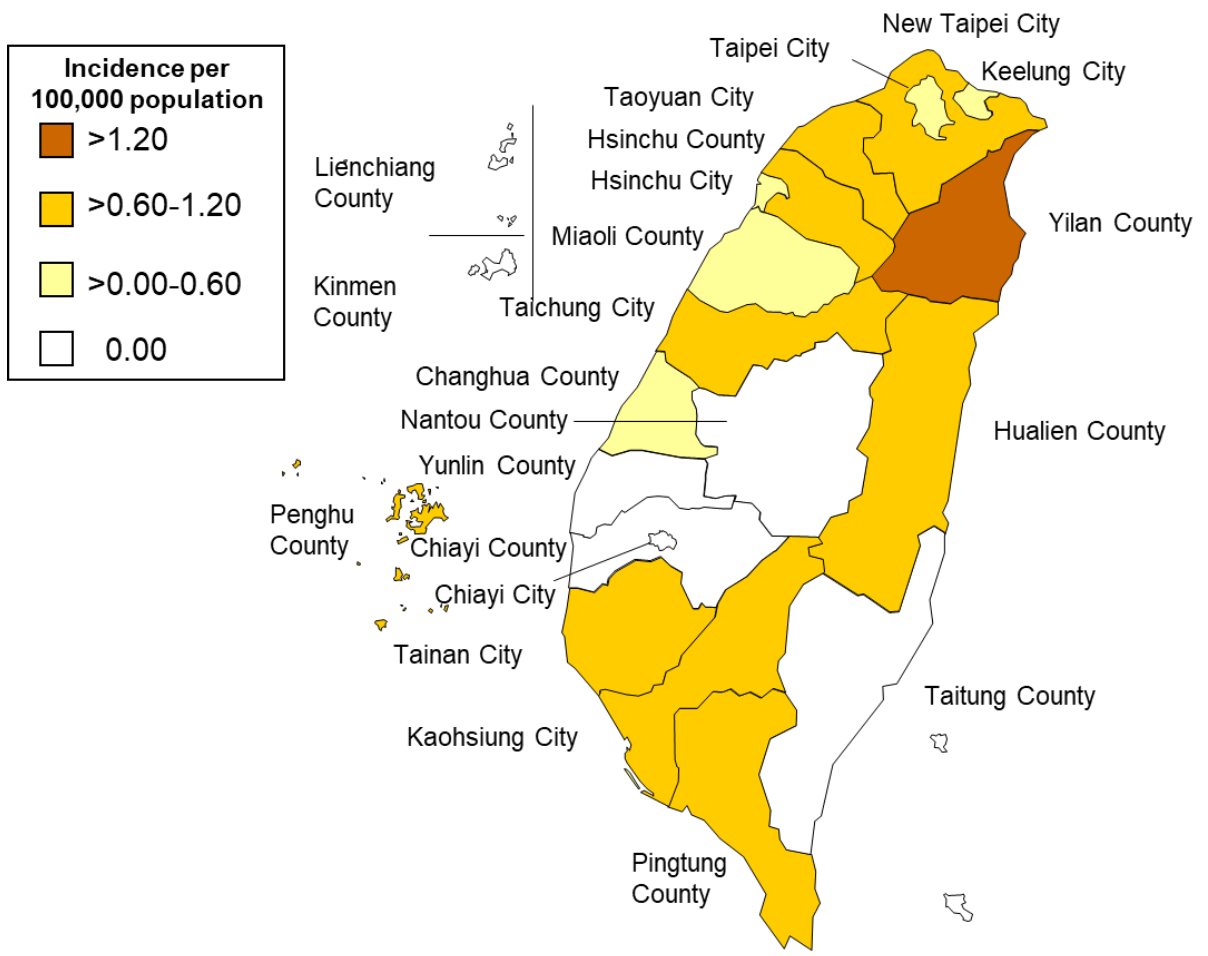 Incidence per
100,000 population
>1.20
>0.60-1.20
>0.00-0.60
0.00
New Taipei City
Taipei City
Keelung City
Taoyuan City
Hsinchu County
Lienchiang
County
Hsinchu City
Yilan County
Miaoli County
Kinmen
County
Taichung City
Changhua County
Nantou County
Hualien County
Yunlin County
Penghu
County
Chiayi County
Chiayi City
Tainan City
Taitung County
Kaohsiung City
Pingtung
County